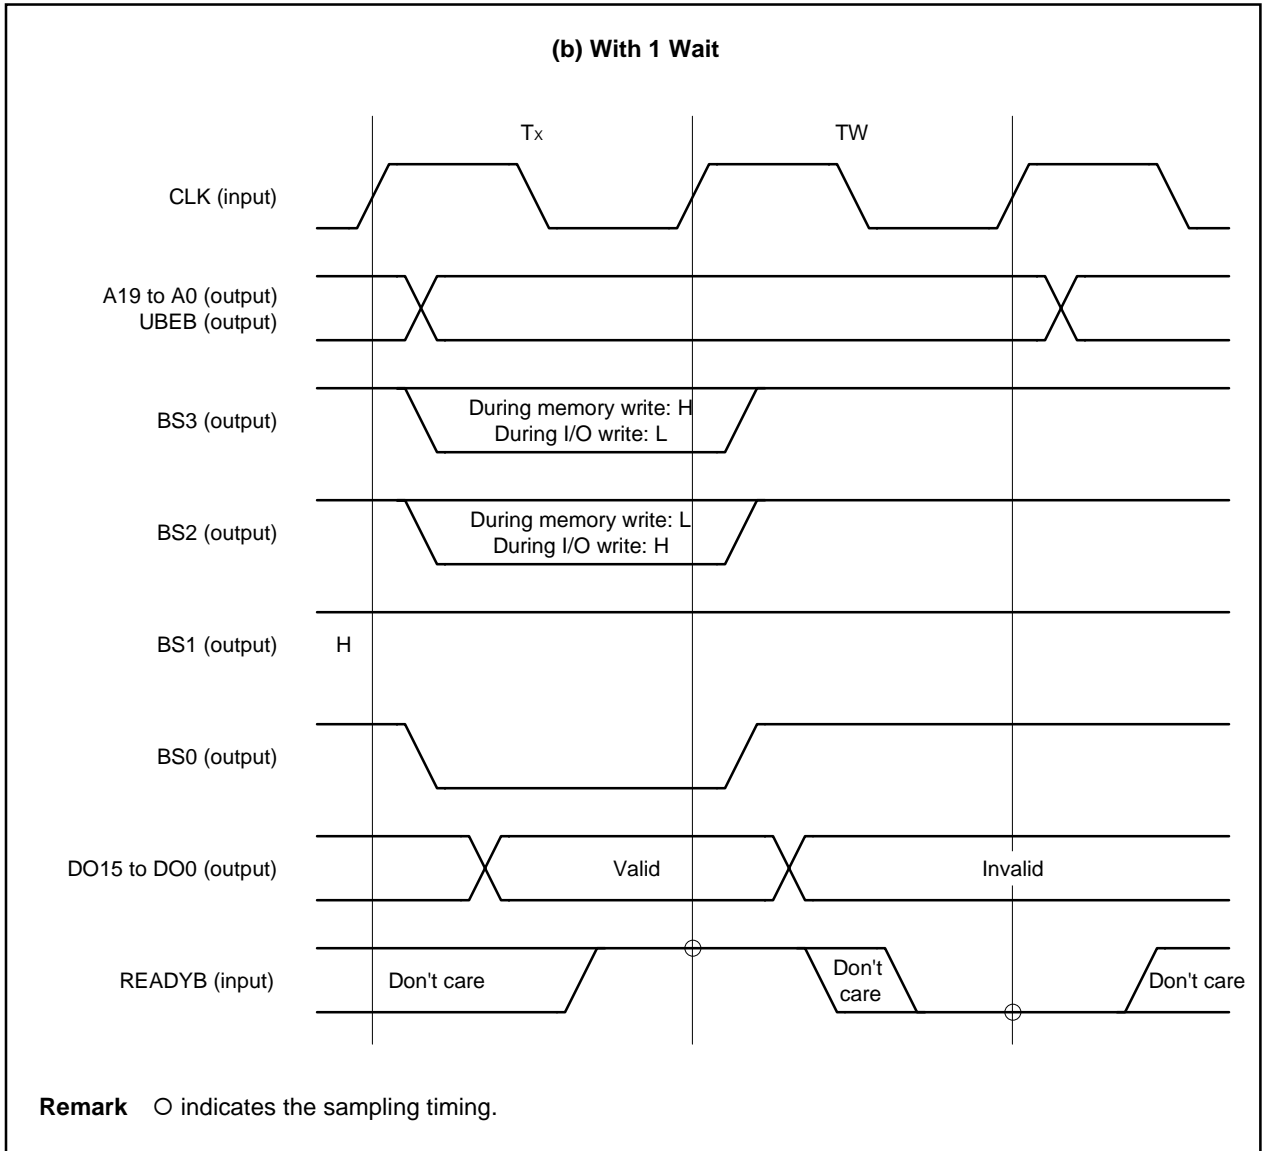 (b) With 1 Wait
Tx TW
CLK (input)
A19 to A0 (output)
UBEB (output)
BS3 (output)
During memory write: H
During I/O write: L
BS2 (output)
During memory write: L
During I/O write: H
BS1 (output) H
BS0 (output)
DO15 to DO0 (output) Valid Invalid
READYB (input) Don't care Don't care Don't care
Remark O indicates the sampling timing.